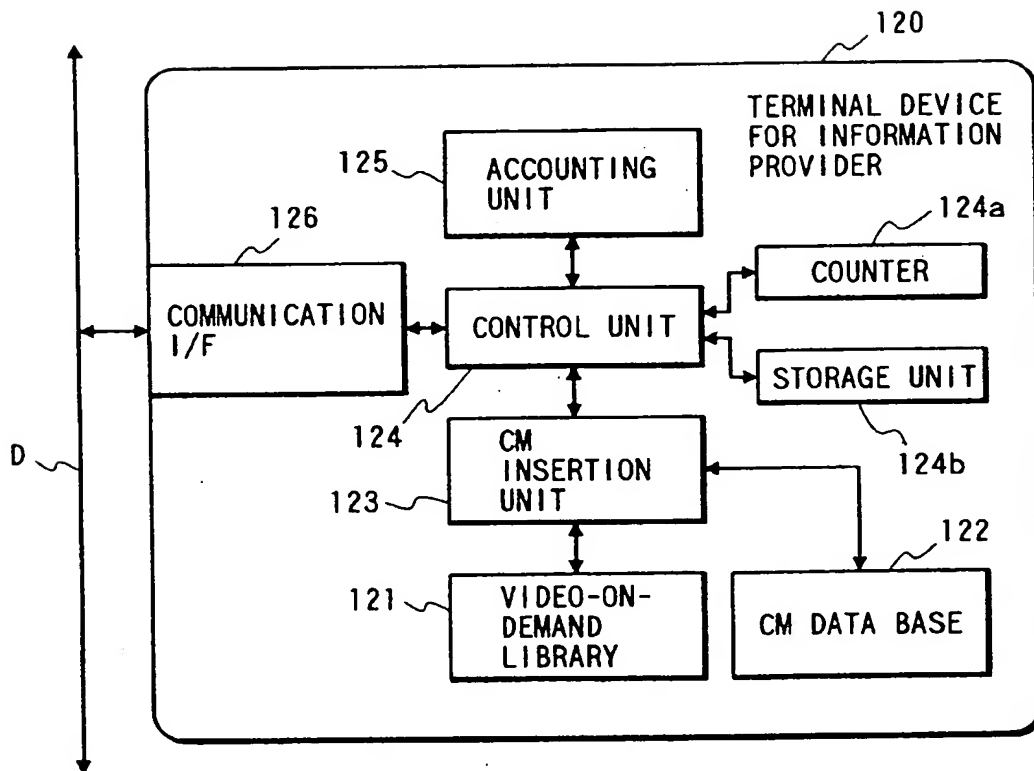 120
TERMINAL DEVICE
FOR INFORMATION
PROVIDER
125
ACCOUNTING
UNIT
126
124a
COMMUNICATION
I/F
CONTROL UNIT
COUNTER
STORAGE UNIT
124
124b
D
CM
INSERTION
UNIT
123
122
121
VIDEO-ON-
DEMAND
LIBRARY
CM DATA BASE